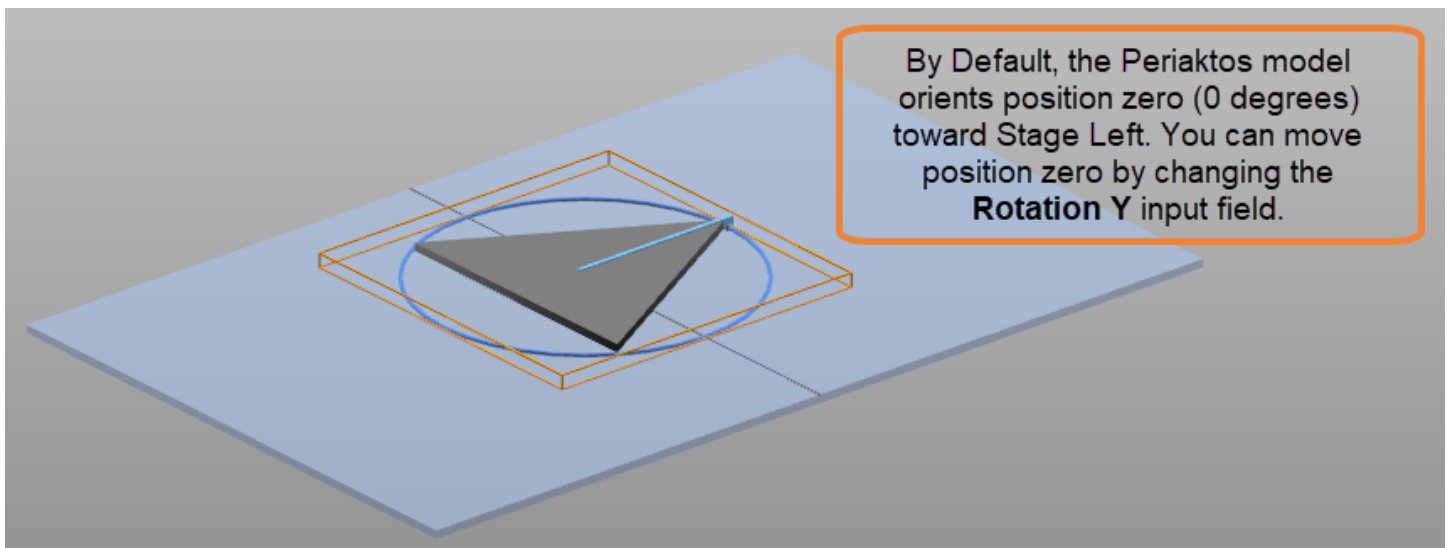 By Default, the Periaktos model
orients position zero (0 degrees)
toward Stage Left. You can move
position zero by changing the
Rotation Y input field.